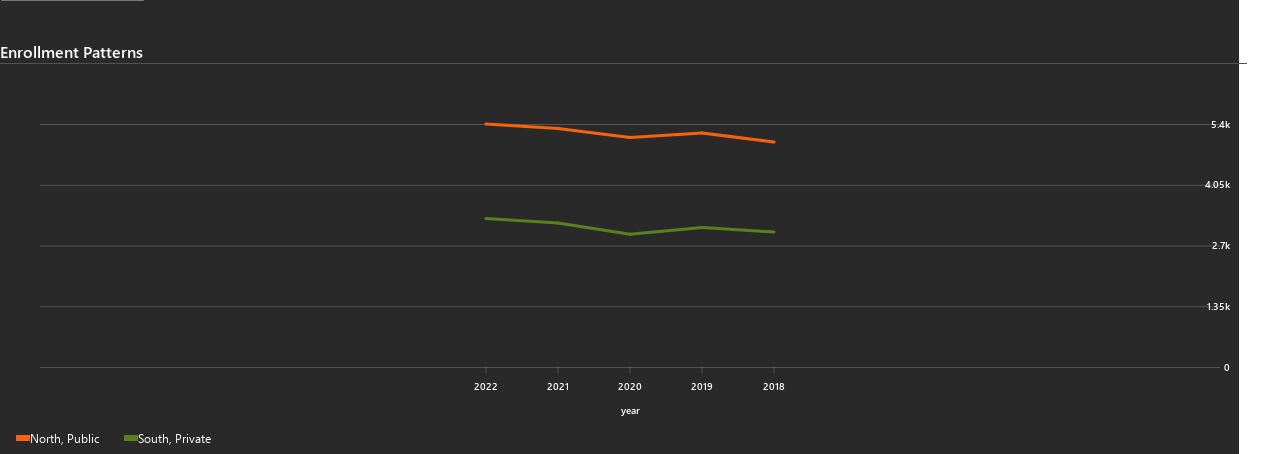 Enrollment Patterns
5.4k
4.05k
2.7k
1.35k
0
2022 2021 2020 2019 2018
year
North, Public South, Private